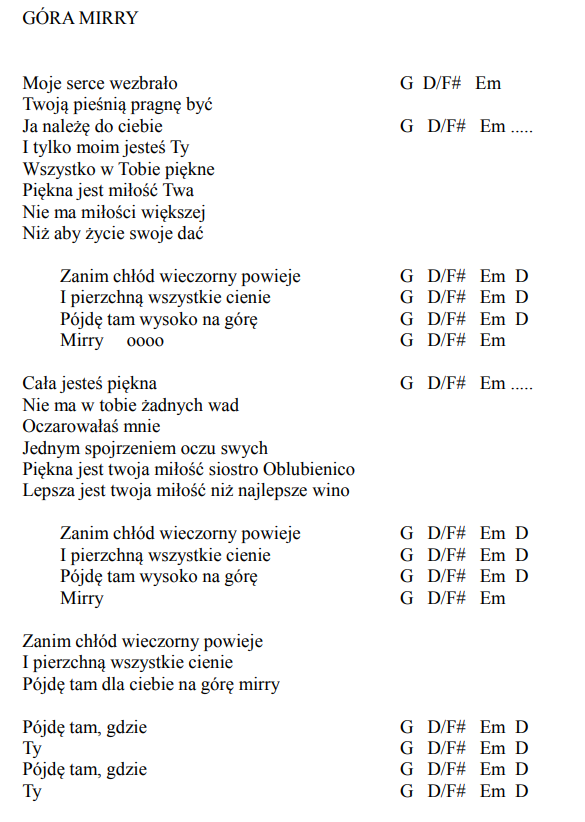 GÓRA MIRRY
Moje serce wezbrało G D/F# Em
Twoją pieśnią pragnę być
Ja należę do ciebie G D/F# Em .....
I tylko moim jesteś Ty
Wszystko w Tobie piękne
Piękna jest miłość Twa
Nie ma miłości większej
Niż aby życie swoje dać
Zanim chłód wieczorny powieje G D/F# Em D
I pierzchną wszystkie cienie G D/F# Em D
Pójdę tam wysoko na górę G D/F# Em D
Mirry oooo G D/F# Em
Cała jesteś piękna G D/F# Em .....
Nie ma w tobie żadnych wad
Oczarowałaś mnie
Jednym spojrzeniem oczu swych
Piękna jest twoja miłość siostro Oblubienico
Lepsza jest twoja miłość niż najlepsze wino
Zanim chłód wieczorny powieje G D/F# Em D
I pierzchną wszystkie cienie G D/F# Em D
Pójdę tam wysoko na górę G D/F# Em D
Mirry G D/F# Em
Zanim chłód wieczorny powieje
I pierzchną wszystkie cienie
Pójdę tam dla ciebie na górę mirry
Pójdę tam, gdzie G D/F# Em D
Ty G D/F# Em D
Pójdę tam, gdzie G D/F# Em D
Ty G D/F# Em D